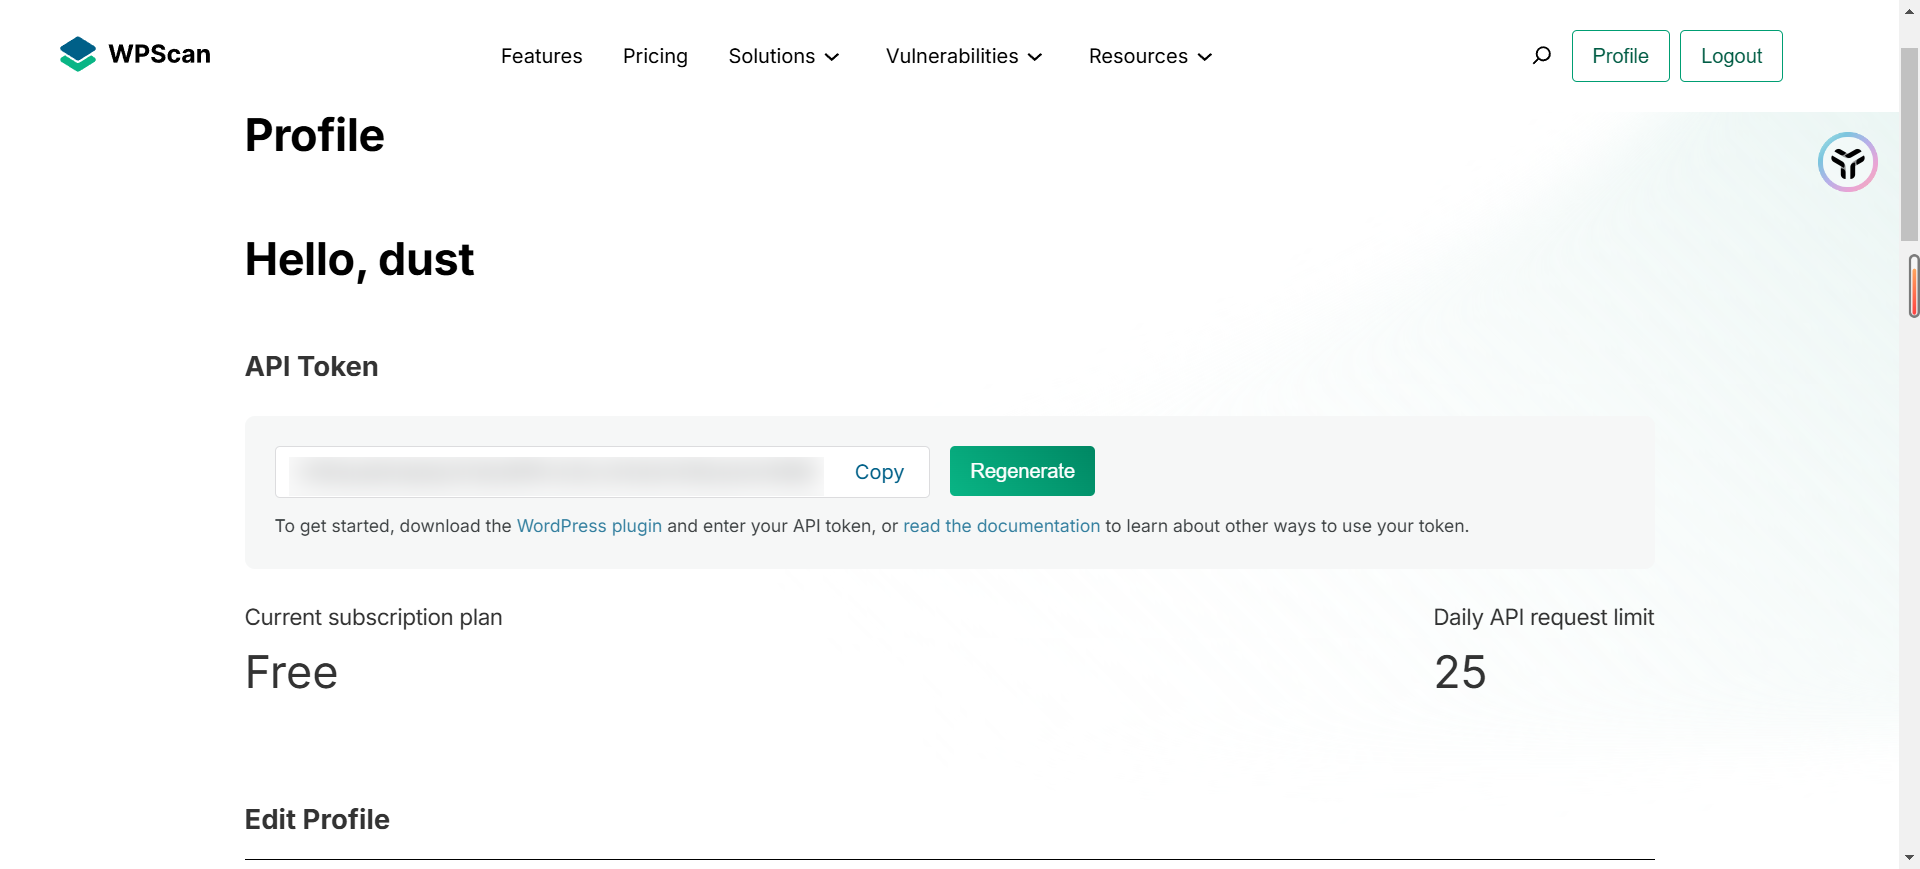 WPScan
Features Pricing Solutions Vulnerabilities Resources Profile Logout
Profile
Hello, dust
API Token
Copy Regenerate
To get started, download the WordPress plugin and enter your API token, or read the documentation to learn about other ways to use your token.
Current subscription plan Daily API request limit
Free 25
Edit Profile